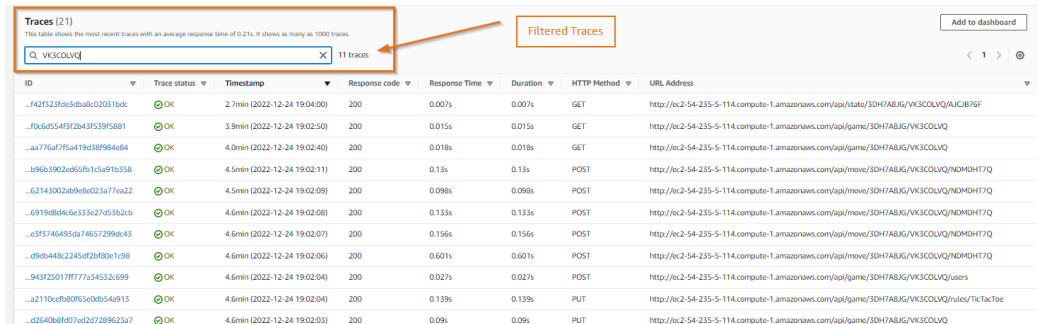 Traces (21)
This table shows the most recent traces with an average response time of 0.21s. It shows as many as 1000 traces.
VK3COLVQ
11 traces
Filtered Traces
Add to dashboard
1
ID Trace status Timestamp Response code Response Time Duration HTTP Method URL Address
...f42f323fde3dba8c02031bdc OK 2.7min (2022-12-24 19:04:00) 200 0.007s 0.007s GET http://ec2-54-235-5-114.compute-1.amazonaws.com/api/state/3DH7A8JG/VK3COLVQ/AJCJB76F
...f0c6d554f3f2b43f539f5881 OK 3.9min (2022-12-24 19:02:50) 200 0.015s 0.015s GET http://ec2-54-235-5-114.compute-1.amazonaws.com/api/game/3DH7A8JG/VK3COLVQ
...aa776af7f5a419d38f984e84 OK 4.0min (2022-12-24 19:02:40) 200 0.018s 0.018s GET http://ec2-54-235-5-114.compute-1.amazonaws.com/api/game/3DH7A8JG/VK3COLVQ
...b96b3902ed65fb1c5a91b358 OK 4.5min (2022-12-24 19:02:11) 200 0.13s 0.13s POST http://ec2-54-235-5-114.compute-1.amazonaws.com/api/move/3DH7A8JG/VK3COLVQ/NDMDHT7Q
...62143002ab9e8e023a77ea22 OK 4.5min (2022-12-24 19:02:09) 200 0.098s 0.098s POST http://ec2-54-235-5-114.compute-1.amazonaws.com/api/move/3DH7A8JG/VK3COLVQ/NDMDHT7Q
...6919d8d4c6e333e27d53b2cb OK 4.6min (2022-12-24 19:02:08) 200 0.133s 0.133s POST http://ec2-54-235-5-114.compute-1.amazonaws.com/api/move/3DH7A8JG/VK3COLVQ/NDMDHT7Q
...e3f3746493da74657299dc43 OK 4.6min (2022-12-24 19:02:07) 200 0.156s 0.156s POST http://ec2-54-235-5-114.compute-1.amazonaws.com/api/move/3DH7A8JG/VK3COLVQ/NDMDHT7Q
...d9db448c2245df2bf80e1c98 OK 4.6min (2022-12-24 19:02:06) 200 0.601s 0.601s POST http://ec2-54-235-5-114.compute-1.amazonaws.com/api/move/3DH7A8JG/VK3COLVQ/NDMDHT7Q
...943f25017ff777a34532c699 OK 4.6min (2022-12-24 19:02:04) 200 0.027s 0.027s POST http://ec2-54-235-5-114.compute-1.amazonaws.com/api/game/3DH7A8JG/VK3COLVQ/users
...a2110cefb80f65e0db54a913 OK 4.6min (2022-12-24 19:02:04) 200 0.139s 0.139s PUT http://ec2-54-235-5-114.compute-1.amazonaws.com/api/game/3DH7A8JG/VK3COLVQ/rules/TicTacToe
...d2640b8fd07ed2d7289623a7 OK 4.6min (2022-12-24 19:02:03) 200 0.09s 0.09s PUT http://ec2-54-235-5-114.compute-1.amazonaws.com/api/game/3DH7A8JG/VK3COLVQ